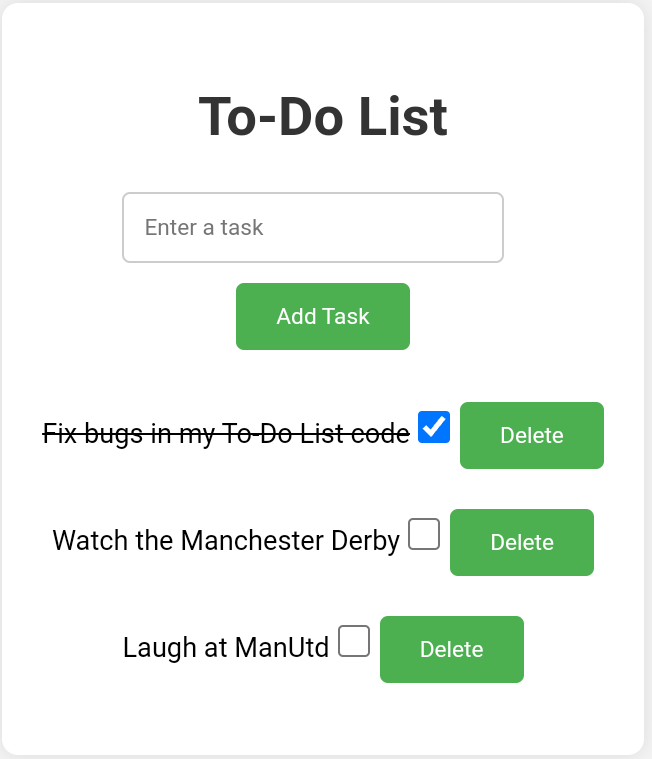 To-Do List
Enter a task
Add Task
Fix bugs in my To-Do List code Delete
Watch the Manchester Derby Delete
Laugh at ManUtd Delete